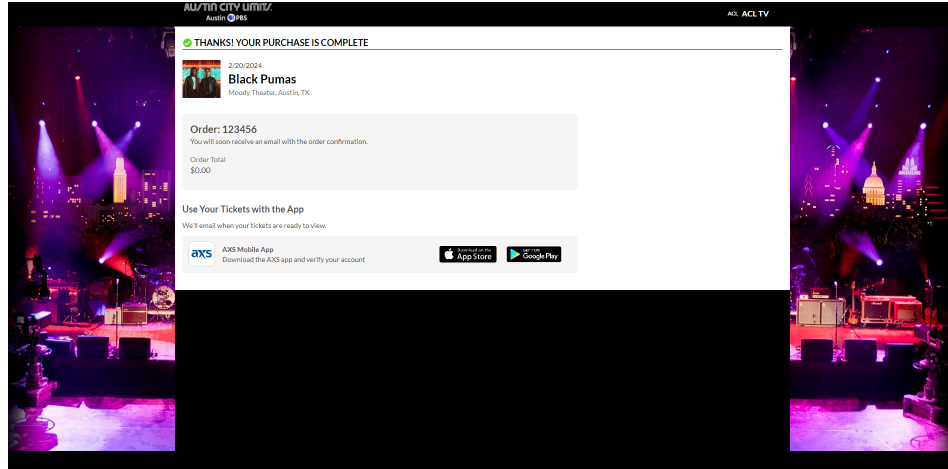 AUSTIN CITY LIMITS
Austin PBS
ACL ACL TV
THANKS! YOUR PURCHASE IS COMPLETE
2/20/2024
Black Pumas
Moody Theater, Austin, TX
Order: 123456
You will soon receive an email with the order confirmation.
Order Total
$0.00
Use Your Tickets with the App
We'll email when your tickets are ready to view.
axs
AXS Mobile App
Download the AXS app and verify your account
Download on the
App Store
GET IT ON
Google Play